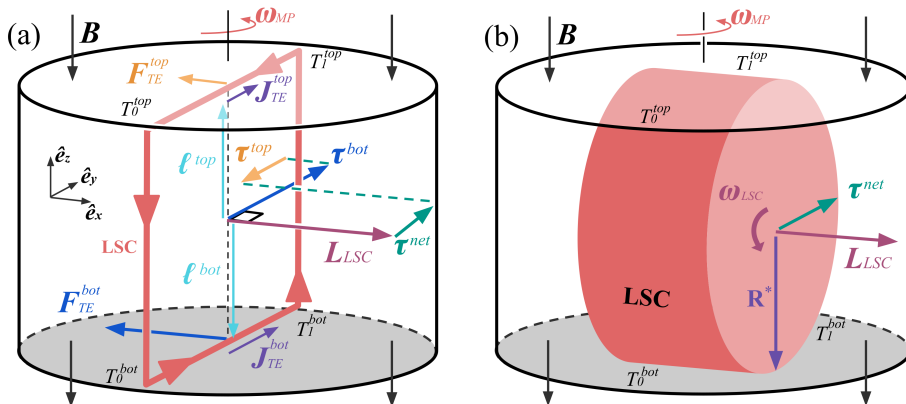 (a)
B
ω_MP
F_TE^top
T_1^top
J_TE^top
T_0^top
ℓ^top
τ^top
τ^bot
ê_z
ê_y
ê_x
LSC
L_LSC
τ^net
ℓ^bot
F_TE^bot
T_1^bot
J_TE^bot
T_0^bot
(b)
B
ω_MP
T_1^top
T_0^top
ω_LSC
τ^net
L_LSC
R*
LSC
T_1^bot
T_0^bot